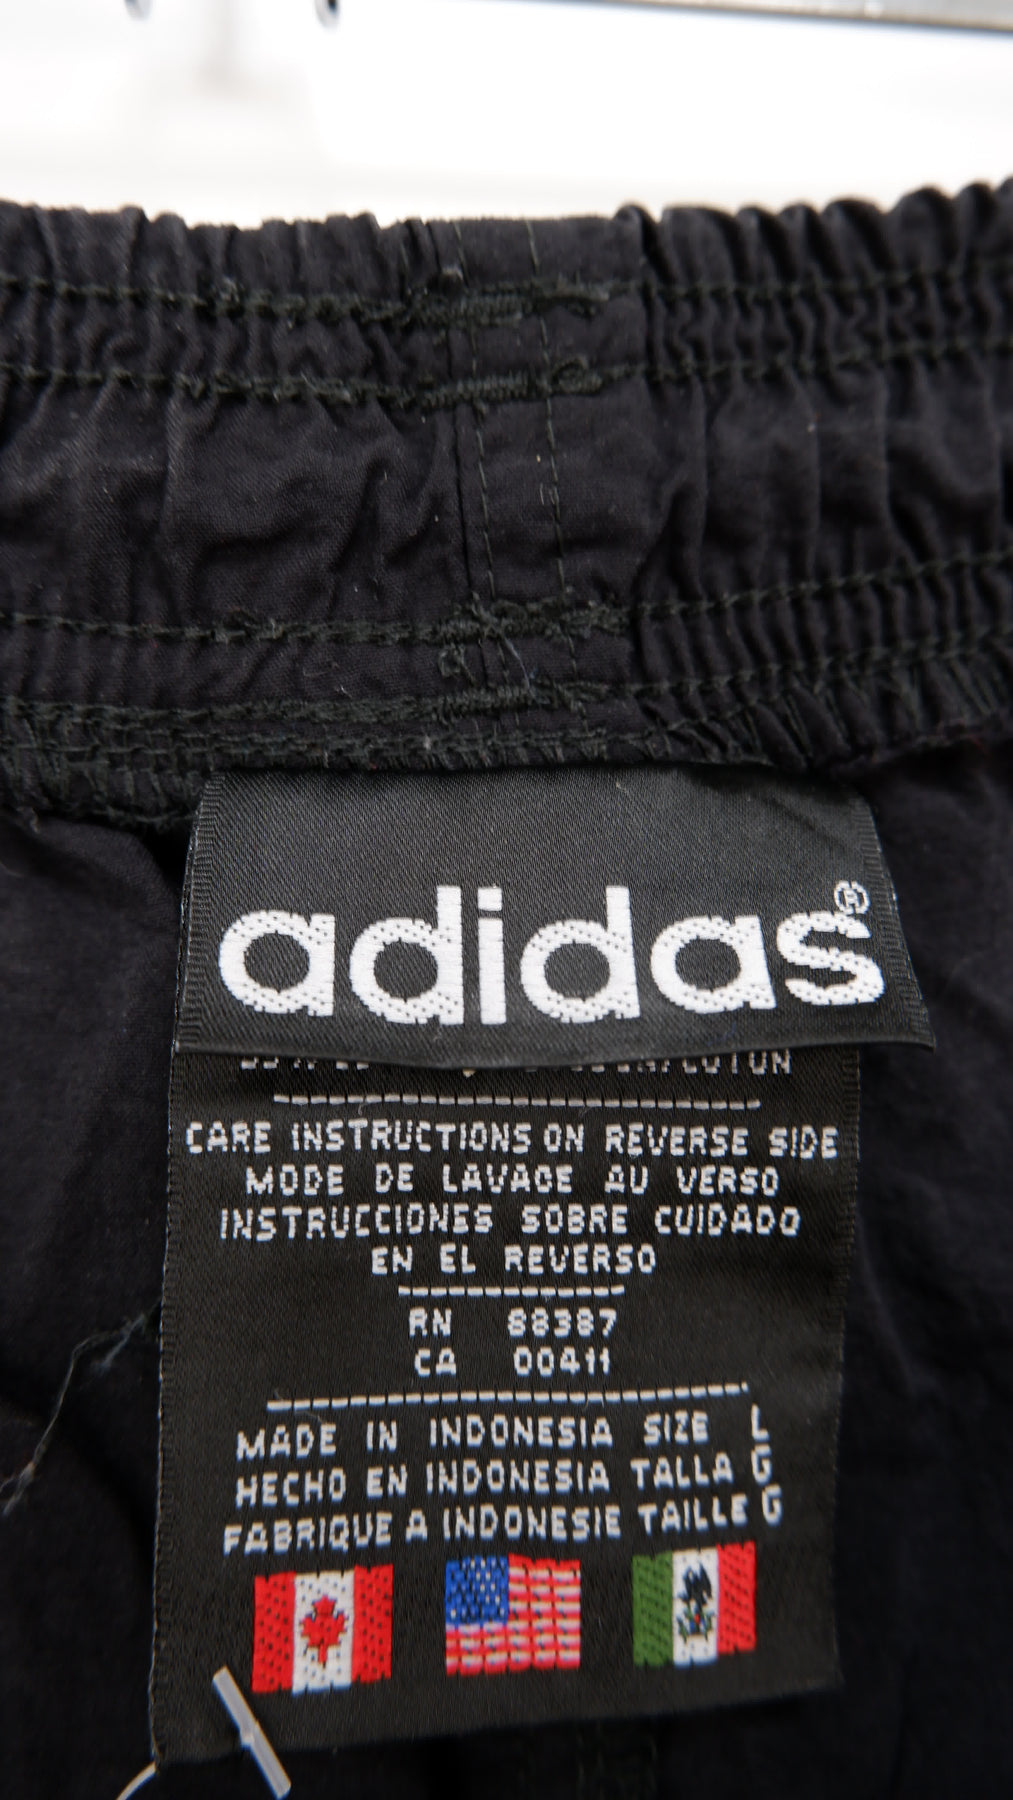 adidas®
CARE INSTRUCTIONS ON REVERSE SIDE
MODE DE LAVAGE AU VERSO
INSTRUCCIONES SOBRE CUIDADO
EN EL REVERSO
RN 88387
CA 00411
MADE IN INDONESIA SIZE L
HECHO EN INDONESIA TALLA G
FABRIQUE A INDONESIE TAILLE G